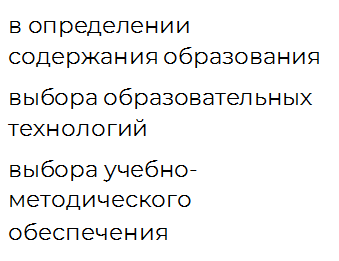 в определении
содержания образования
выбора образовательных
технологий
выбора учебно-
методического
обеспечения